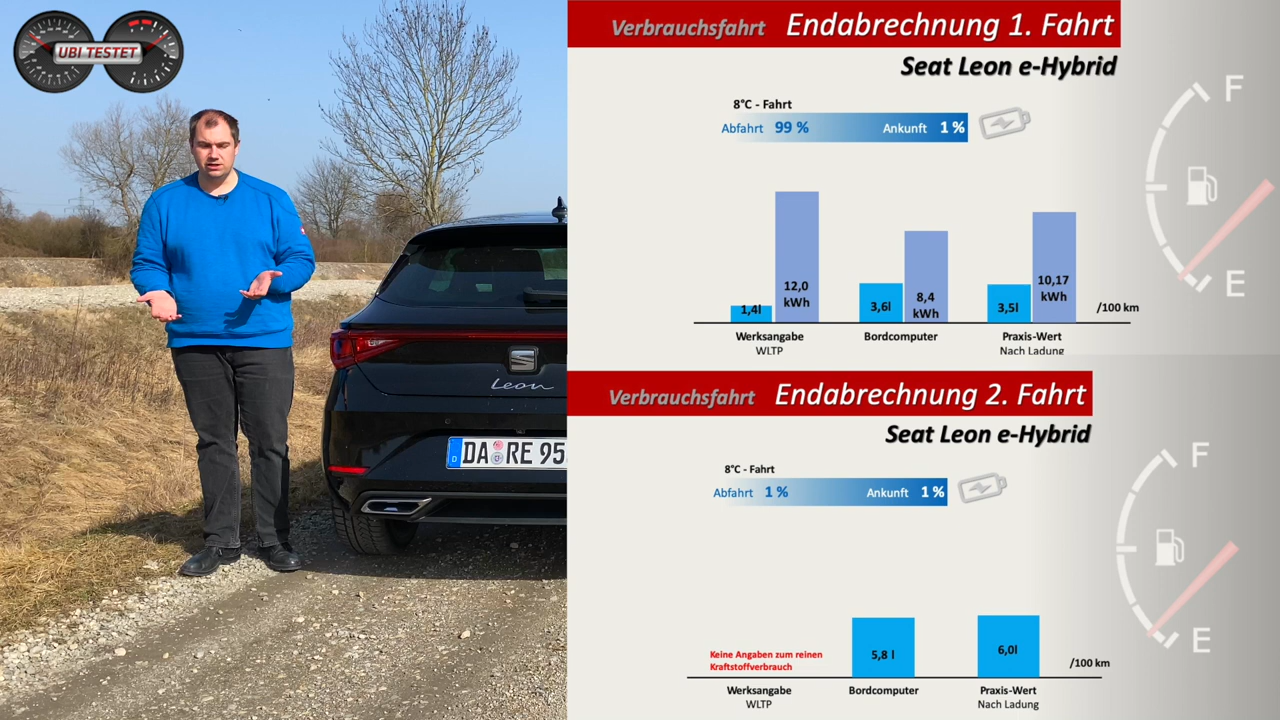 UBI TESTET
Verbrauchsfahrt Endabrechnung 1. Fahrt
Seat Leon e-Hybrid
F
8°C - Fahrt
Abfahrt 99 % Ankunft 1 %
12,0
kWh
1,4l
3,6l
8,4
kWh
3,5l
10,17
kWh
/100 km
E
Werksangabe
WLTP
Bordcomputer
Praxis-Wert
Nach Ladung
Leon
DA RE 95
Verbrauchsfahrt Endabrechnung 2. Fahrt
Seat Leon e-Hybrid
F
8°C - Fahrt
Abfahrt 1 % Ankunft 1 %
Keine Angaben zum reinen
Kraftstoffverbrauch
5,8 l
6,0l
/100 km
E
Werksangabe
WLTP
Bordcomputer
Praxis-Wert
Nach Ladung